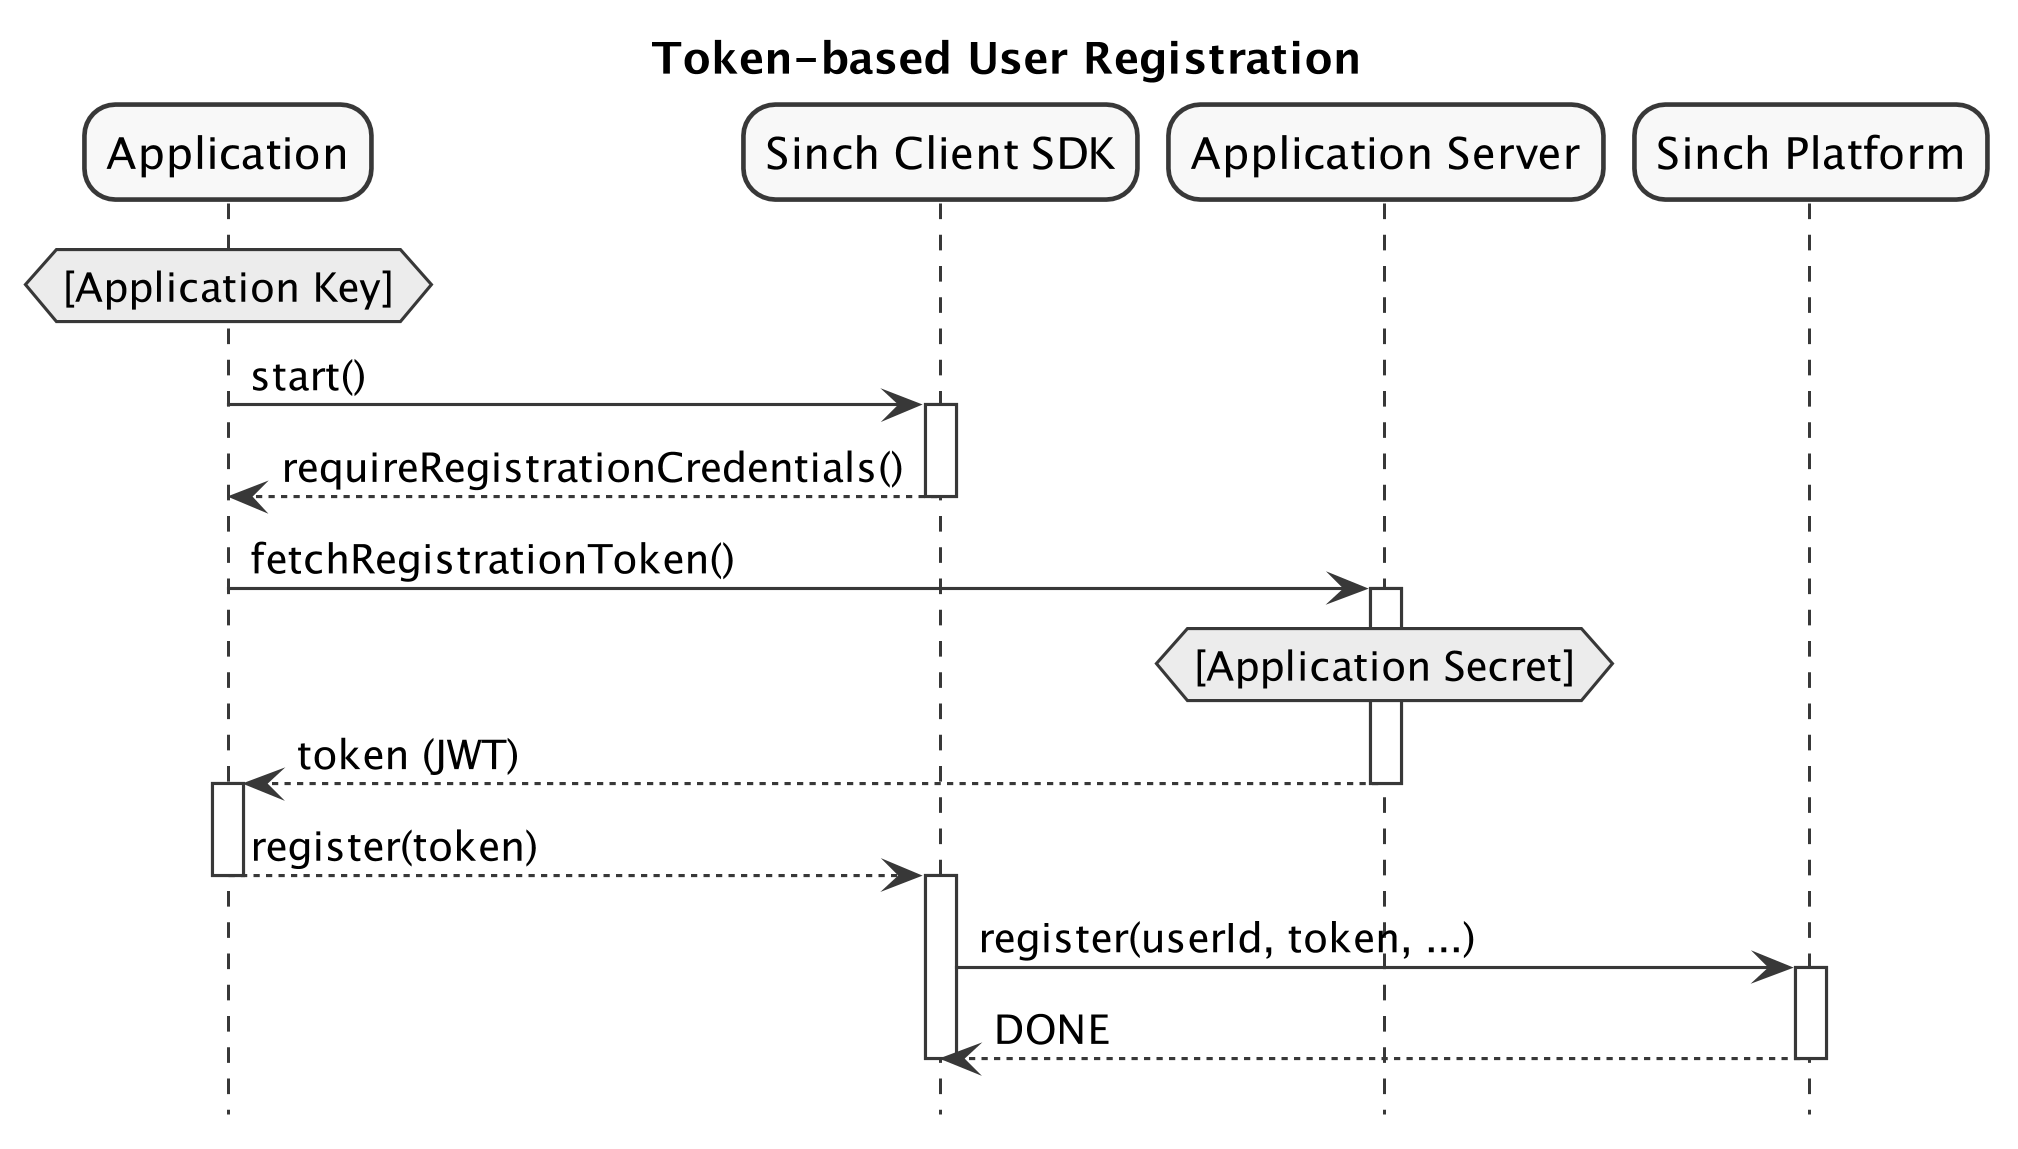 Token-based User Registration
Application
Sinch Client SDK
Application Server
Sinch Platform
[Application Key]
start()
requireRegistrationCredentials()
fetchRegistrationToken()
[Application Secret]
token (JWT)
register(token)
register(userId, token, ...)
DONE